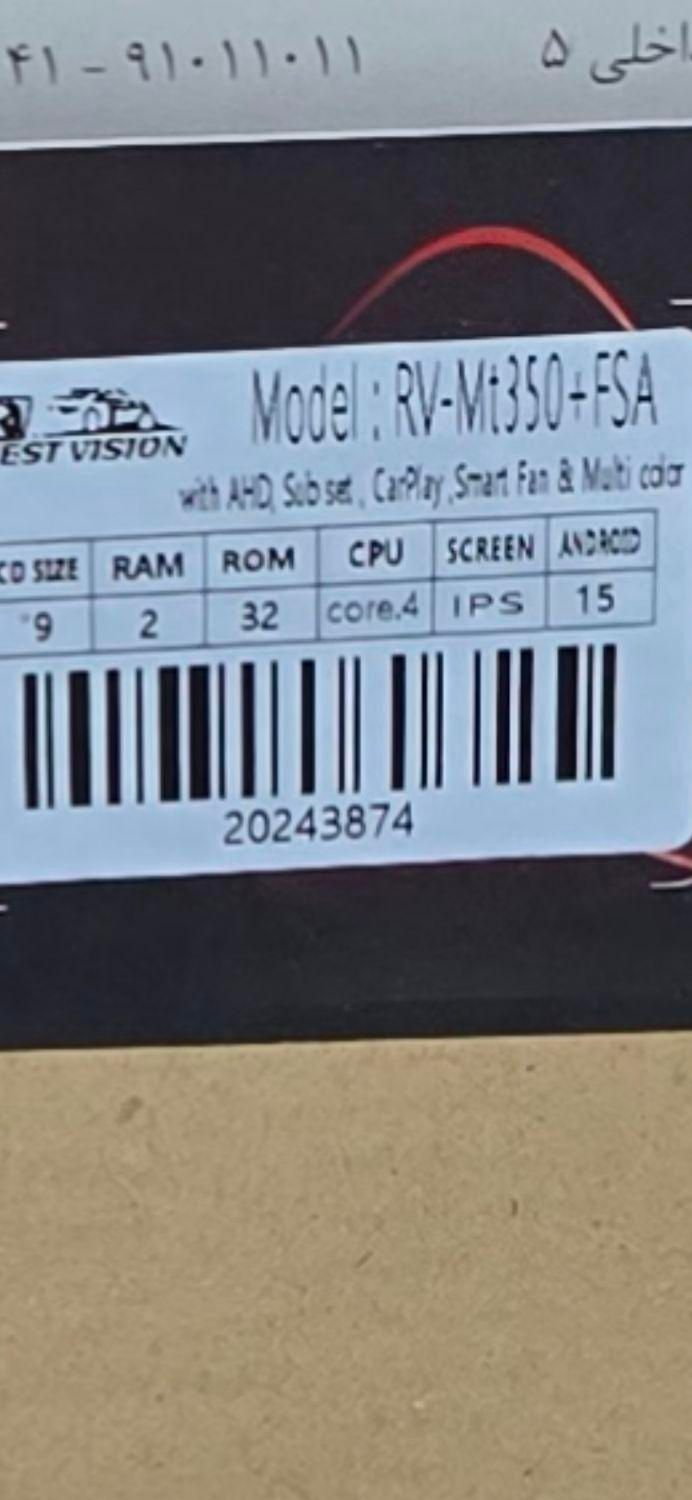 ۴۱ - ۹۱۰۱۱۰۱۱ داخلی ۵
EST VISION
Model : RV-Mt350+FSA
with AHD, Sub set , CarPlay ,Smart Fan & Multi color
CD SIZE RAM ROM CPU SCREEN ANDROID
9 2 32 core.4 IPS 15
20243874